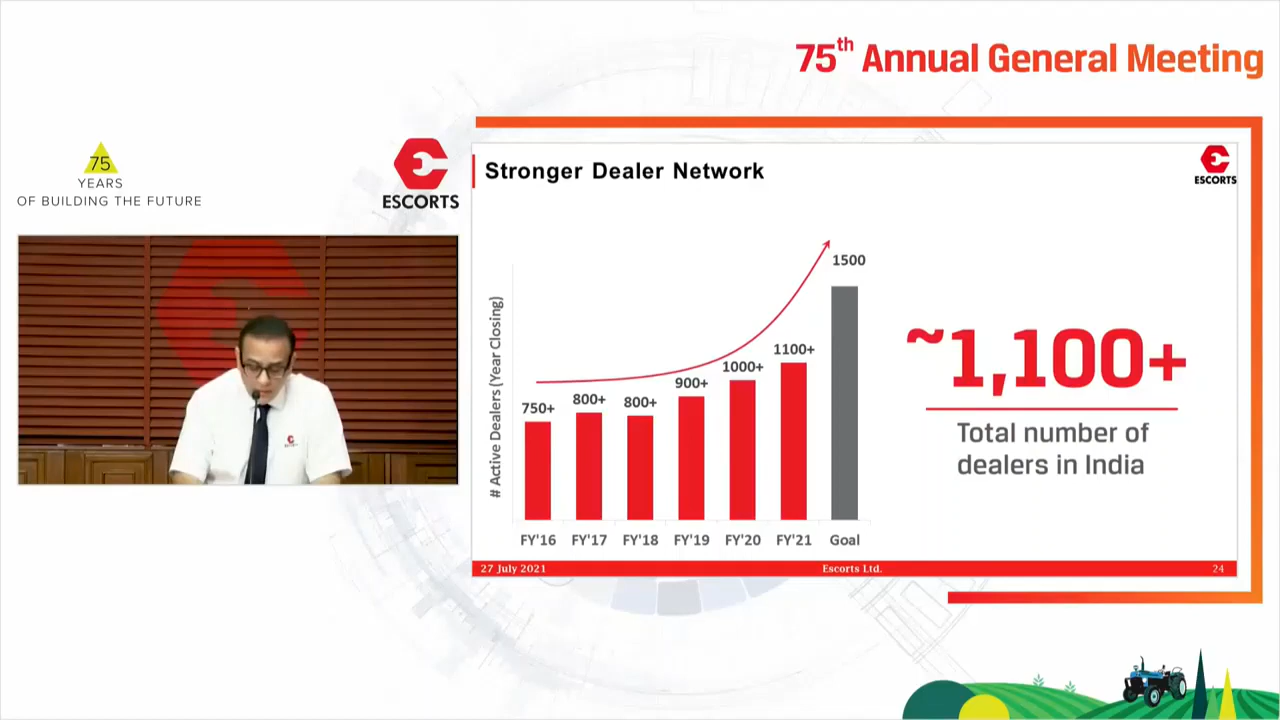 75th Annual General Meeting
75
YEARS
OF BUILDING THE FUTURE
ESCORTS
Stronger Dealer Network
ESCORTS
# Active Dealers (Year Closing)
750+
800+
800+
900+
1000+
1100+
1500
FY'16
FY'17
FY'18
FY'19
FY'20
FY'21
Goal
~1,100+
Total number of
dealers in India
27 July 2021
Escorts Ltd.
24